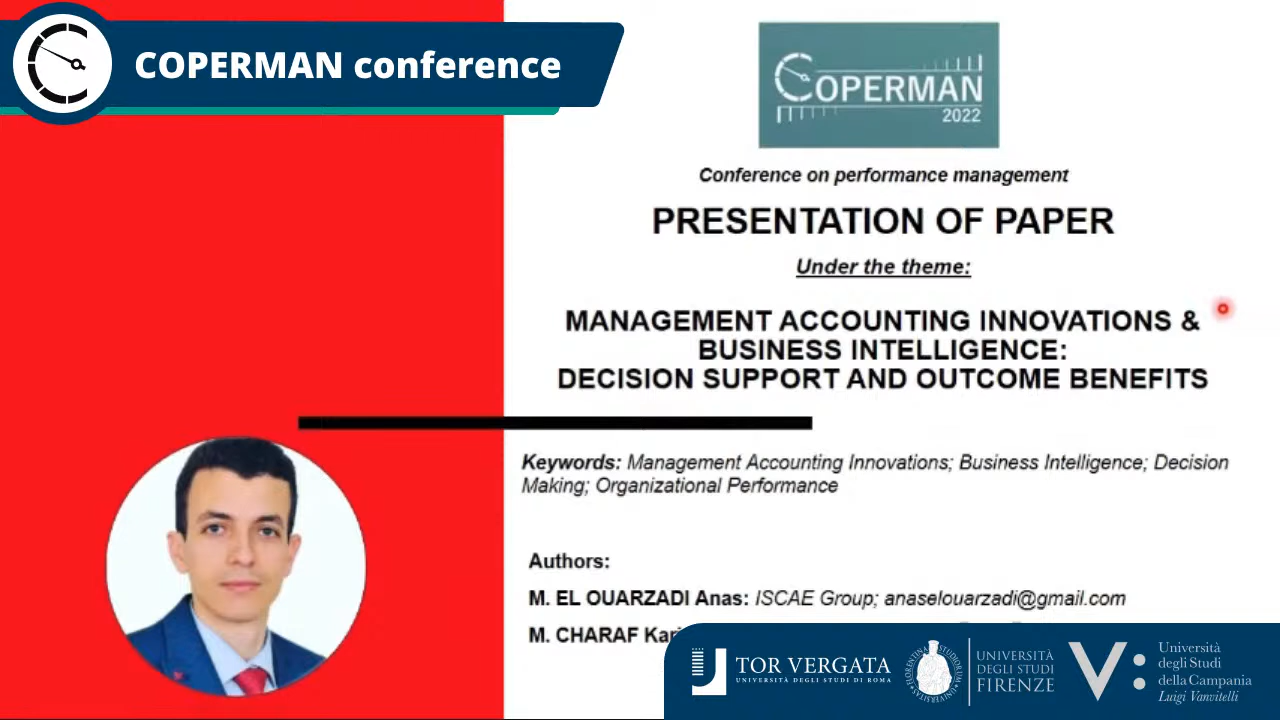 COPERMAN conference
COPERMAN
2022
Conference on performance management
PRESENTATION OF PAPER
Under the theme:
MANAGEMENT ACCOUNTING INNOVATIONS &
BUSINESS INTELLIGENCE:
DECISION SUPPORT AND OUTCOME BENEFITS
Keywords: Management Accounting Innovations; Business Intelligence; Decision
Making; Organizational Performance
Authors:
M. EL OUARZADI Anas: ISCAE Group; anaselouarzadi@gmail.com
M. CHARAF
TOR VERGATA
UNIVERSITÀ DEGLI STUDI DI ROMA
UNIVERSITÀ
DEGLI STUDI
FIRENZE
V:
Università
degli Studi
della Campania
Luigi Vanvitelli